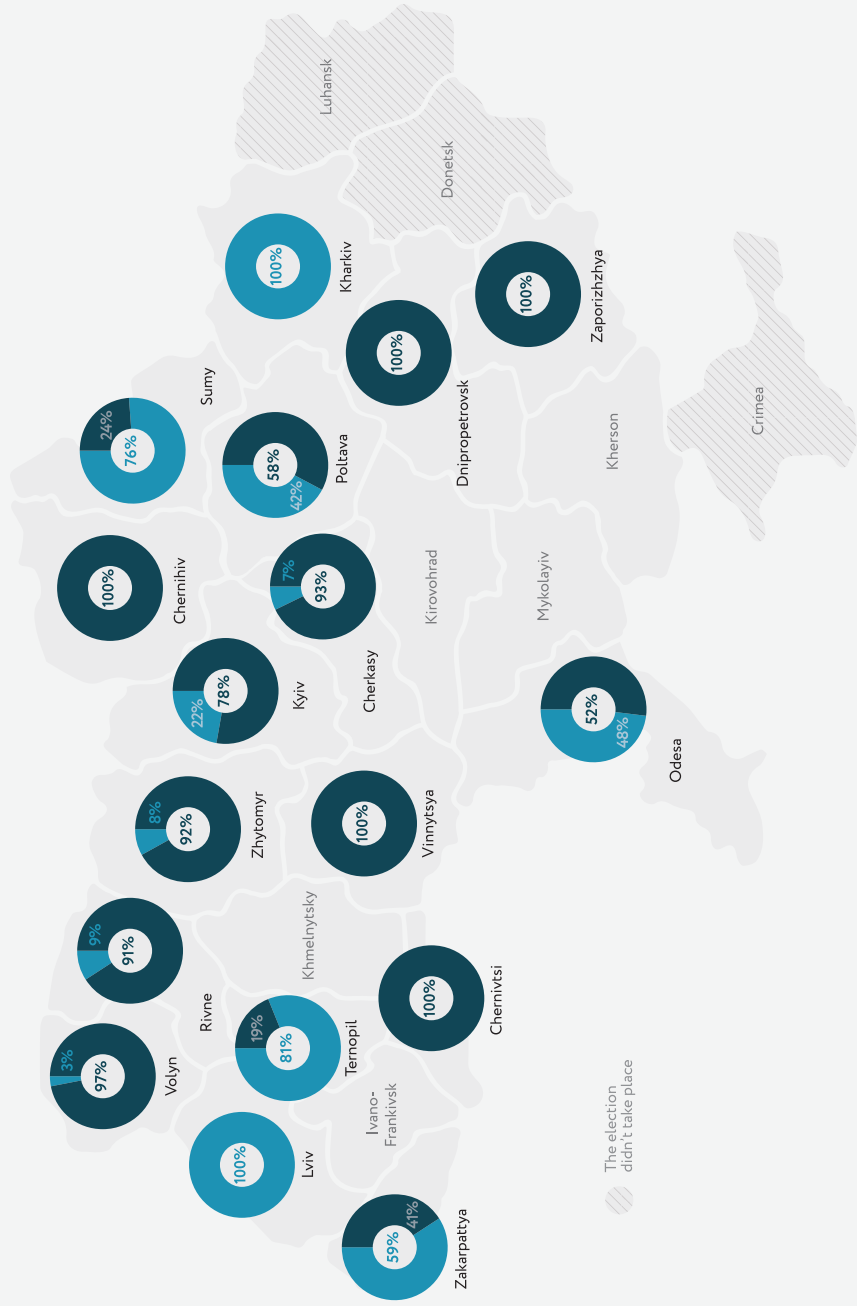 Luhansk
Donetsk
100%
Kharkiv
100%
Zaporizhzhya
100%
Dnipropetrovsk
Crimea
Kherson
24%
76%
Sumy
58%
42%
Poltava
100%
Chernihiv
7%
93%
Cherkasy
Kirovohrad
Mykolayiv
22%
78%
Kyiv
52%
48%
Odesa
8%
92%
Zhytomyr
100%
Vinnytsya
9%
91%
Rivne
Khmelnytsky
100%
Chernivtsi
3%
97%
Volyn
19%
81%
Ternopil
Ivano-
Frankivsk
100%
Lviv
59%
41%
Zakarpattya
The election
didn't take place